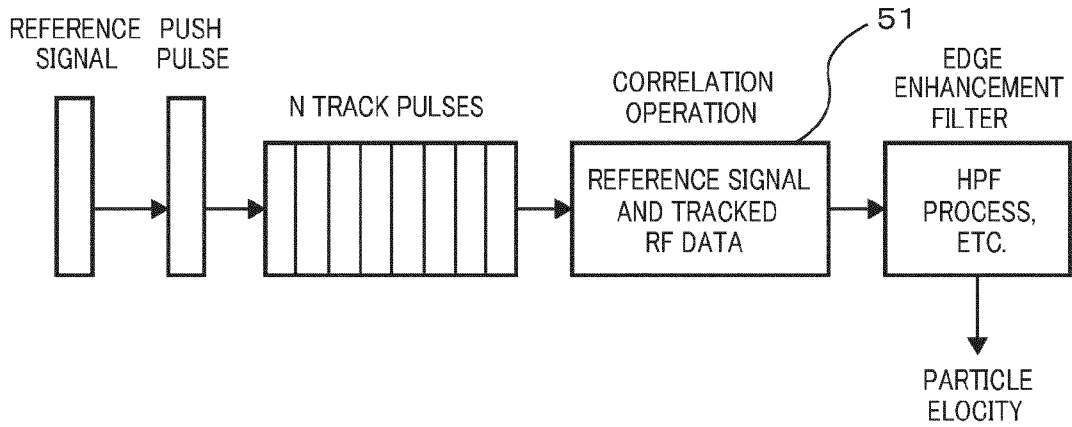 REFERENCE
SIGNAL
PUSH
PULSE
N TRACK PULSES
CORRELATION
OPERATION
51
EDGE
ENHANCEMENT
FILTER
REFERENCE SIGNAL
AND TRACKED
RF DATA
HPF
PROCESS,
ETC.
PARTICLE
ELOCITY